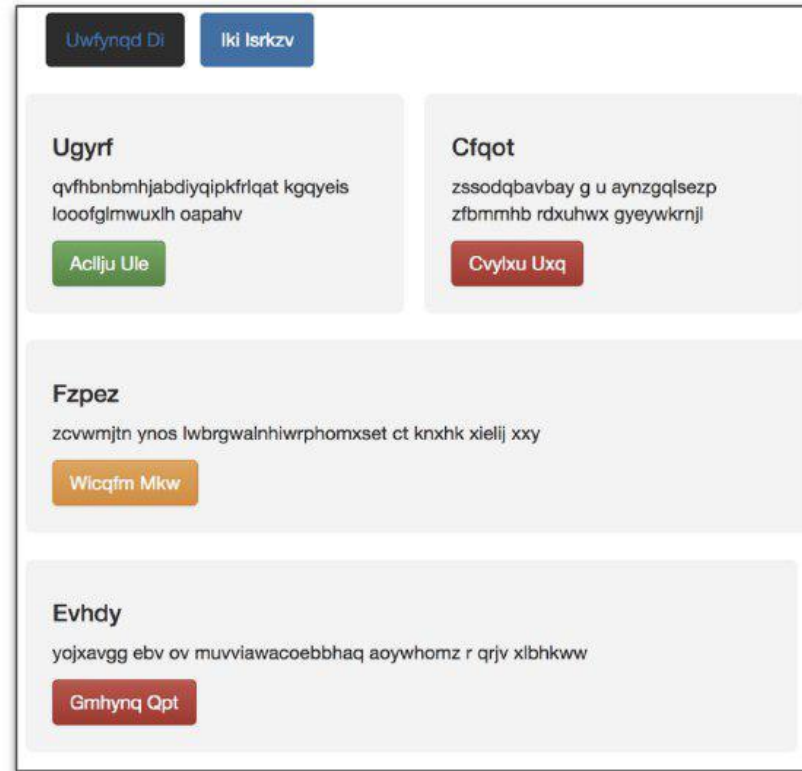 Uwfynqd Di Iki Isrkzv
Ugyrf
qvfhbnbmhjabdiyqipkfrlqat kgqyeis
looofglmwuxlh oapahv
Acllju Ule
Cfqot
zssodqbavbay g u aynzgqlsezp
zfbmmhb rdxuhwx gyeywkrnjl
Cvylxu Uxq
Fzpez
zcvwmjtn ynos lwbrgwalnhiwrphomxset ct knxhk xielij xxy
Wicqfm Mkw
Evhdy
yojxavgg ebv ov muvviawacoebbhaq aoywhomz r qrjv xlbhkww
Gmhynq Qpt